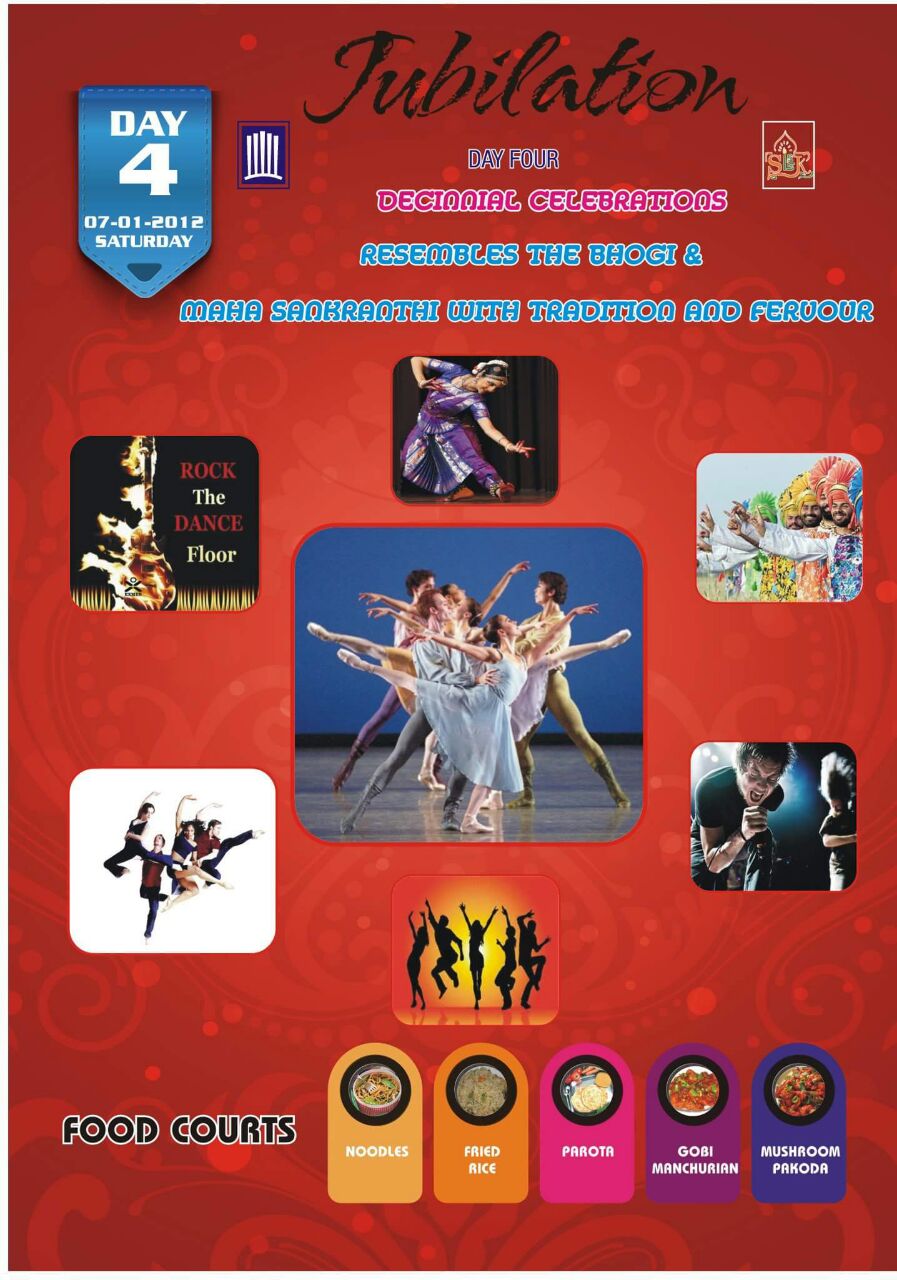 Jubilation
DAY
4
07-01-2012
SATURDAY
DAY FOUR
SLK
DECINNIAL CELEBRATIONS
RESEMBLES THE BHOGI &
MAHA SANKRANTHI WITH TRADITION AND FERVOUR
ROCK
The
DANCE
Floor
FOOD COURTS
NOODLES
FRIED
RICE
PAROTA
GOBI
MANCHURIAN
MUSHROOM
PAKODA